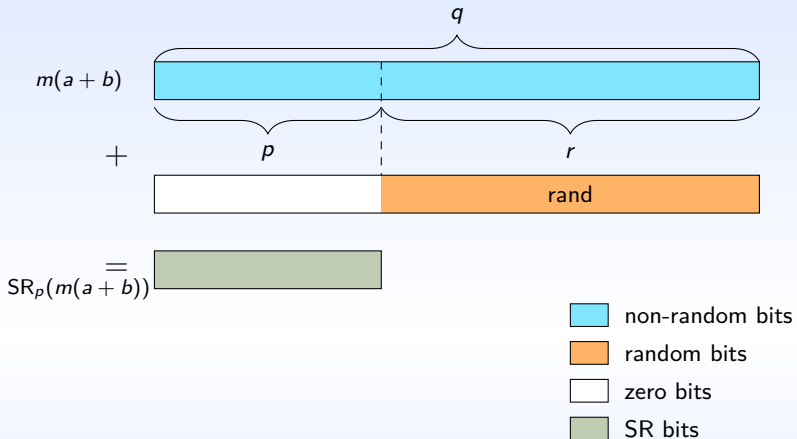 q
m(a + b)
p
r
+
rand
=
SR_p(m(a + b))
non-random bits
random bits
zero bits
SR bits